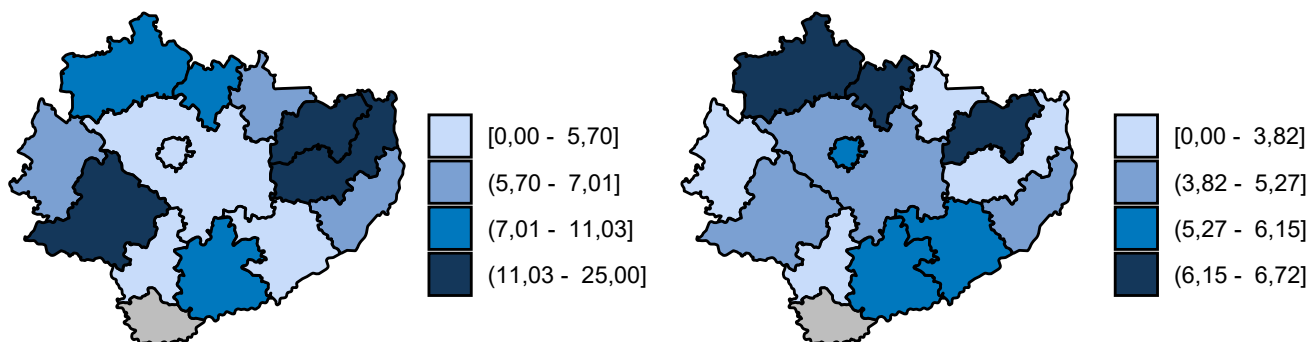 [0,00 - 5,70]
(5,70 - 7,01]
(7,01 - 11,03]
(11,03 - 25,00]
[0,00 - 3,82]
(3,82 - 5,27]
(5,27 - 6,15]
(6,15 - 6,72]